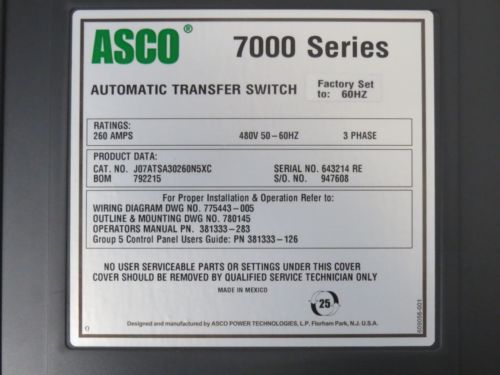 ASCO® 7000 Series
AUTOMATIC TRANSFER SWITCH Factory Set
to: 60HZ
RATINGS:
260 AMPS 480V 50-60HZ 3 PHASE
PRODUCT DATA:
CAT. NO. J07ATSA30260N5XC SERIAL NO. 643214 RE
BOM 792215 S/O. NO. 947608
For Proper Installation & Operation Refer to:
WIRING DIAGRAM DWG NO. 775443-005
OUTLINE & MOUNTING DWG NO. 780145
OPERATORS MANUAL PN. 381333-283
Group 5 Control Panel Users Guide: PN 381333-126
NO USER SERVICEABLE PARTS OR SETTINGS UNDER THIS COVER
COVER SHOULD BE REMOVED BY QUALIFIED SERVICE TECHNICIAN ONLY
MADE IN MEXICO
25
Designed and manufactured by ASCO POWER TECHNOLOGIES, L.P. Florham Park, N.J. U.S.A.